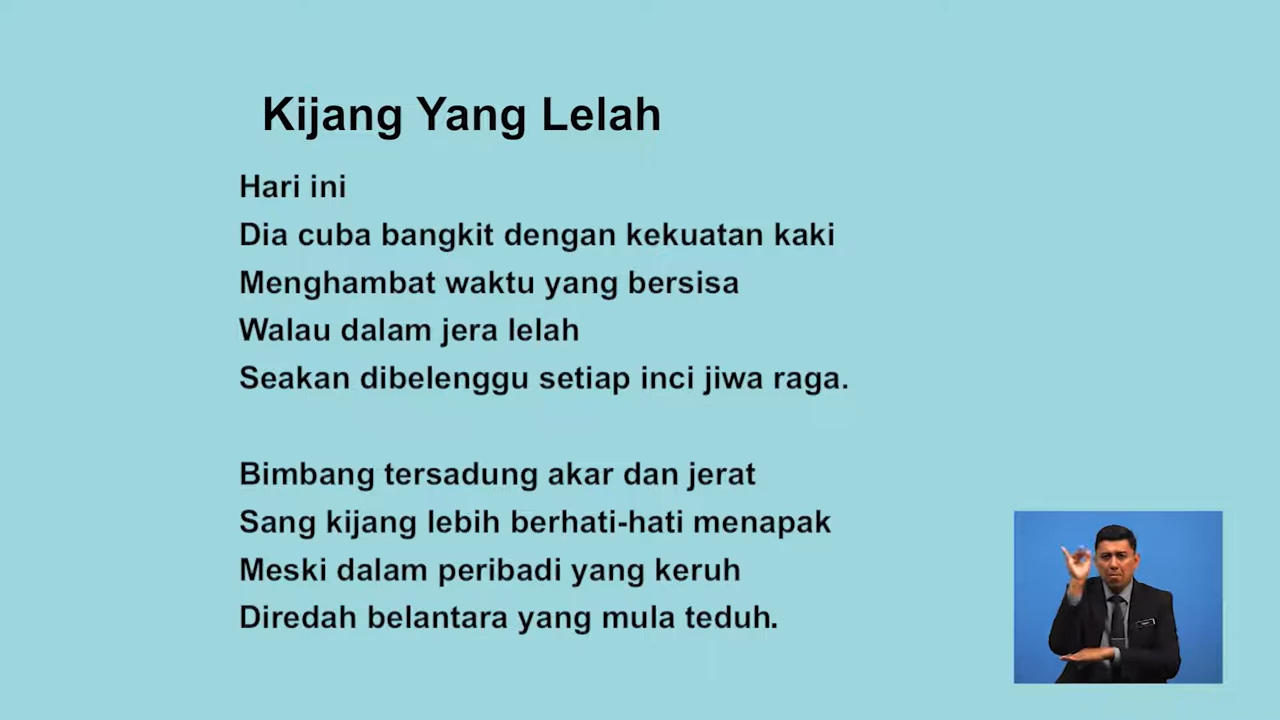 Kijang Yang Lelah
Hari ini
Dia cuba bangkit dengan kekuatan kaki
Menghambat waktu yang bersisa
Walau dalam jera lelah
Seakan dibelenggu setiap inci jiwa raga.
Bimbang tersadung akar dan jerat
Sang kijang lebih berhati-hati menapak
Meski dalam peribadi yang keruh
Diredah belantara yang mula teduh.